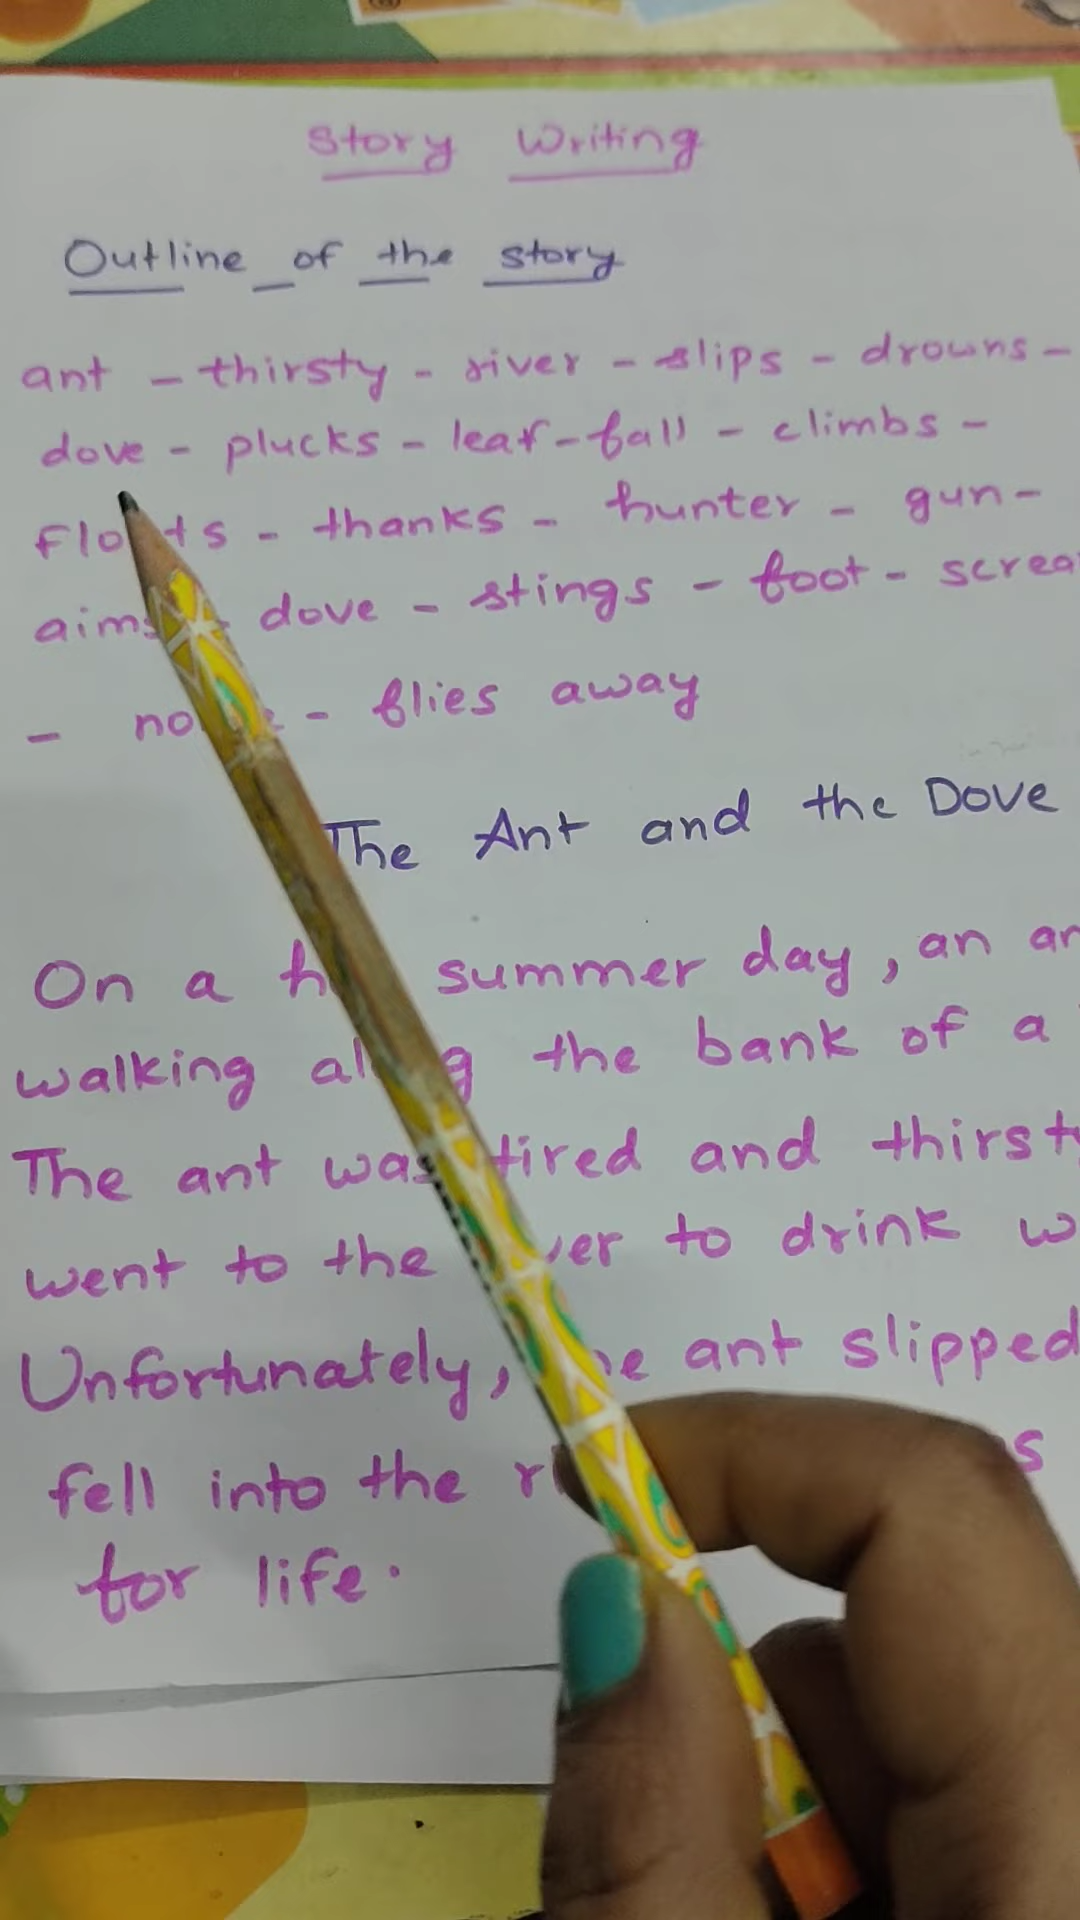 Story Writing
Outline of the story
ant - thirsty - river - slips - drowns -
dove - plucks - leaf - fall - climbs -
- thanks - hunter - gun -
dove - stings - foot -
- - flies away
The Ant and the Dove
On a summer day, an
walking the bank of a
The ant was tired and
went to the to drink
Unfortunately, ant slipped
fell into the
for life.